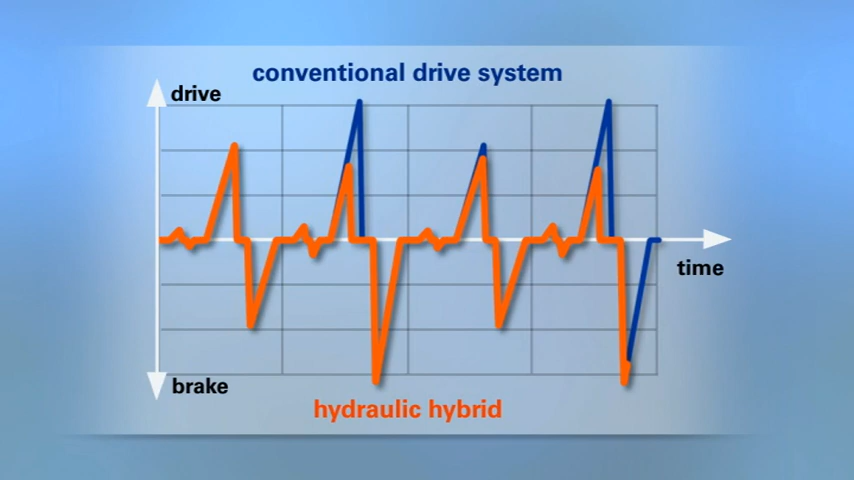 conventional drive system
drive
time
brake
hydraulic hybrid